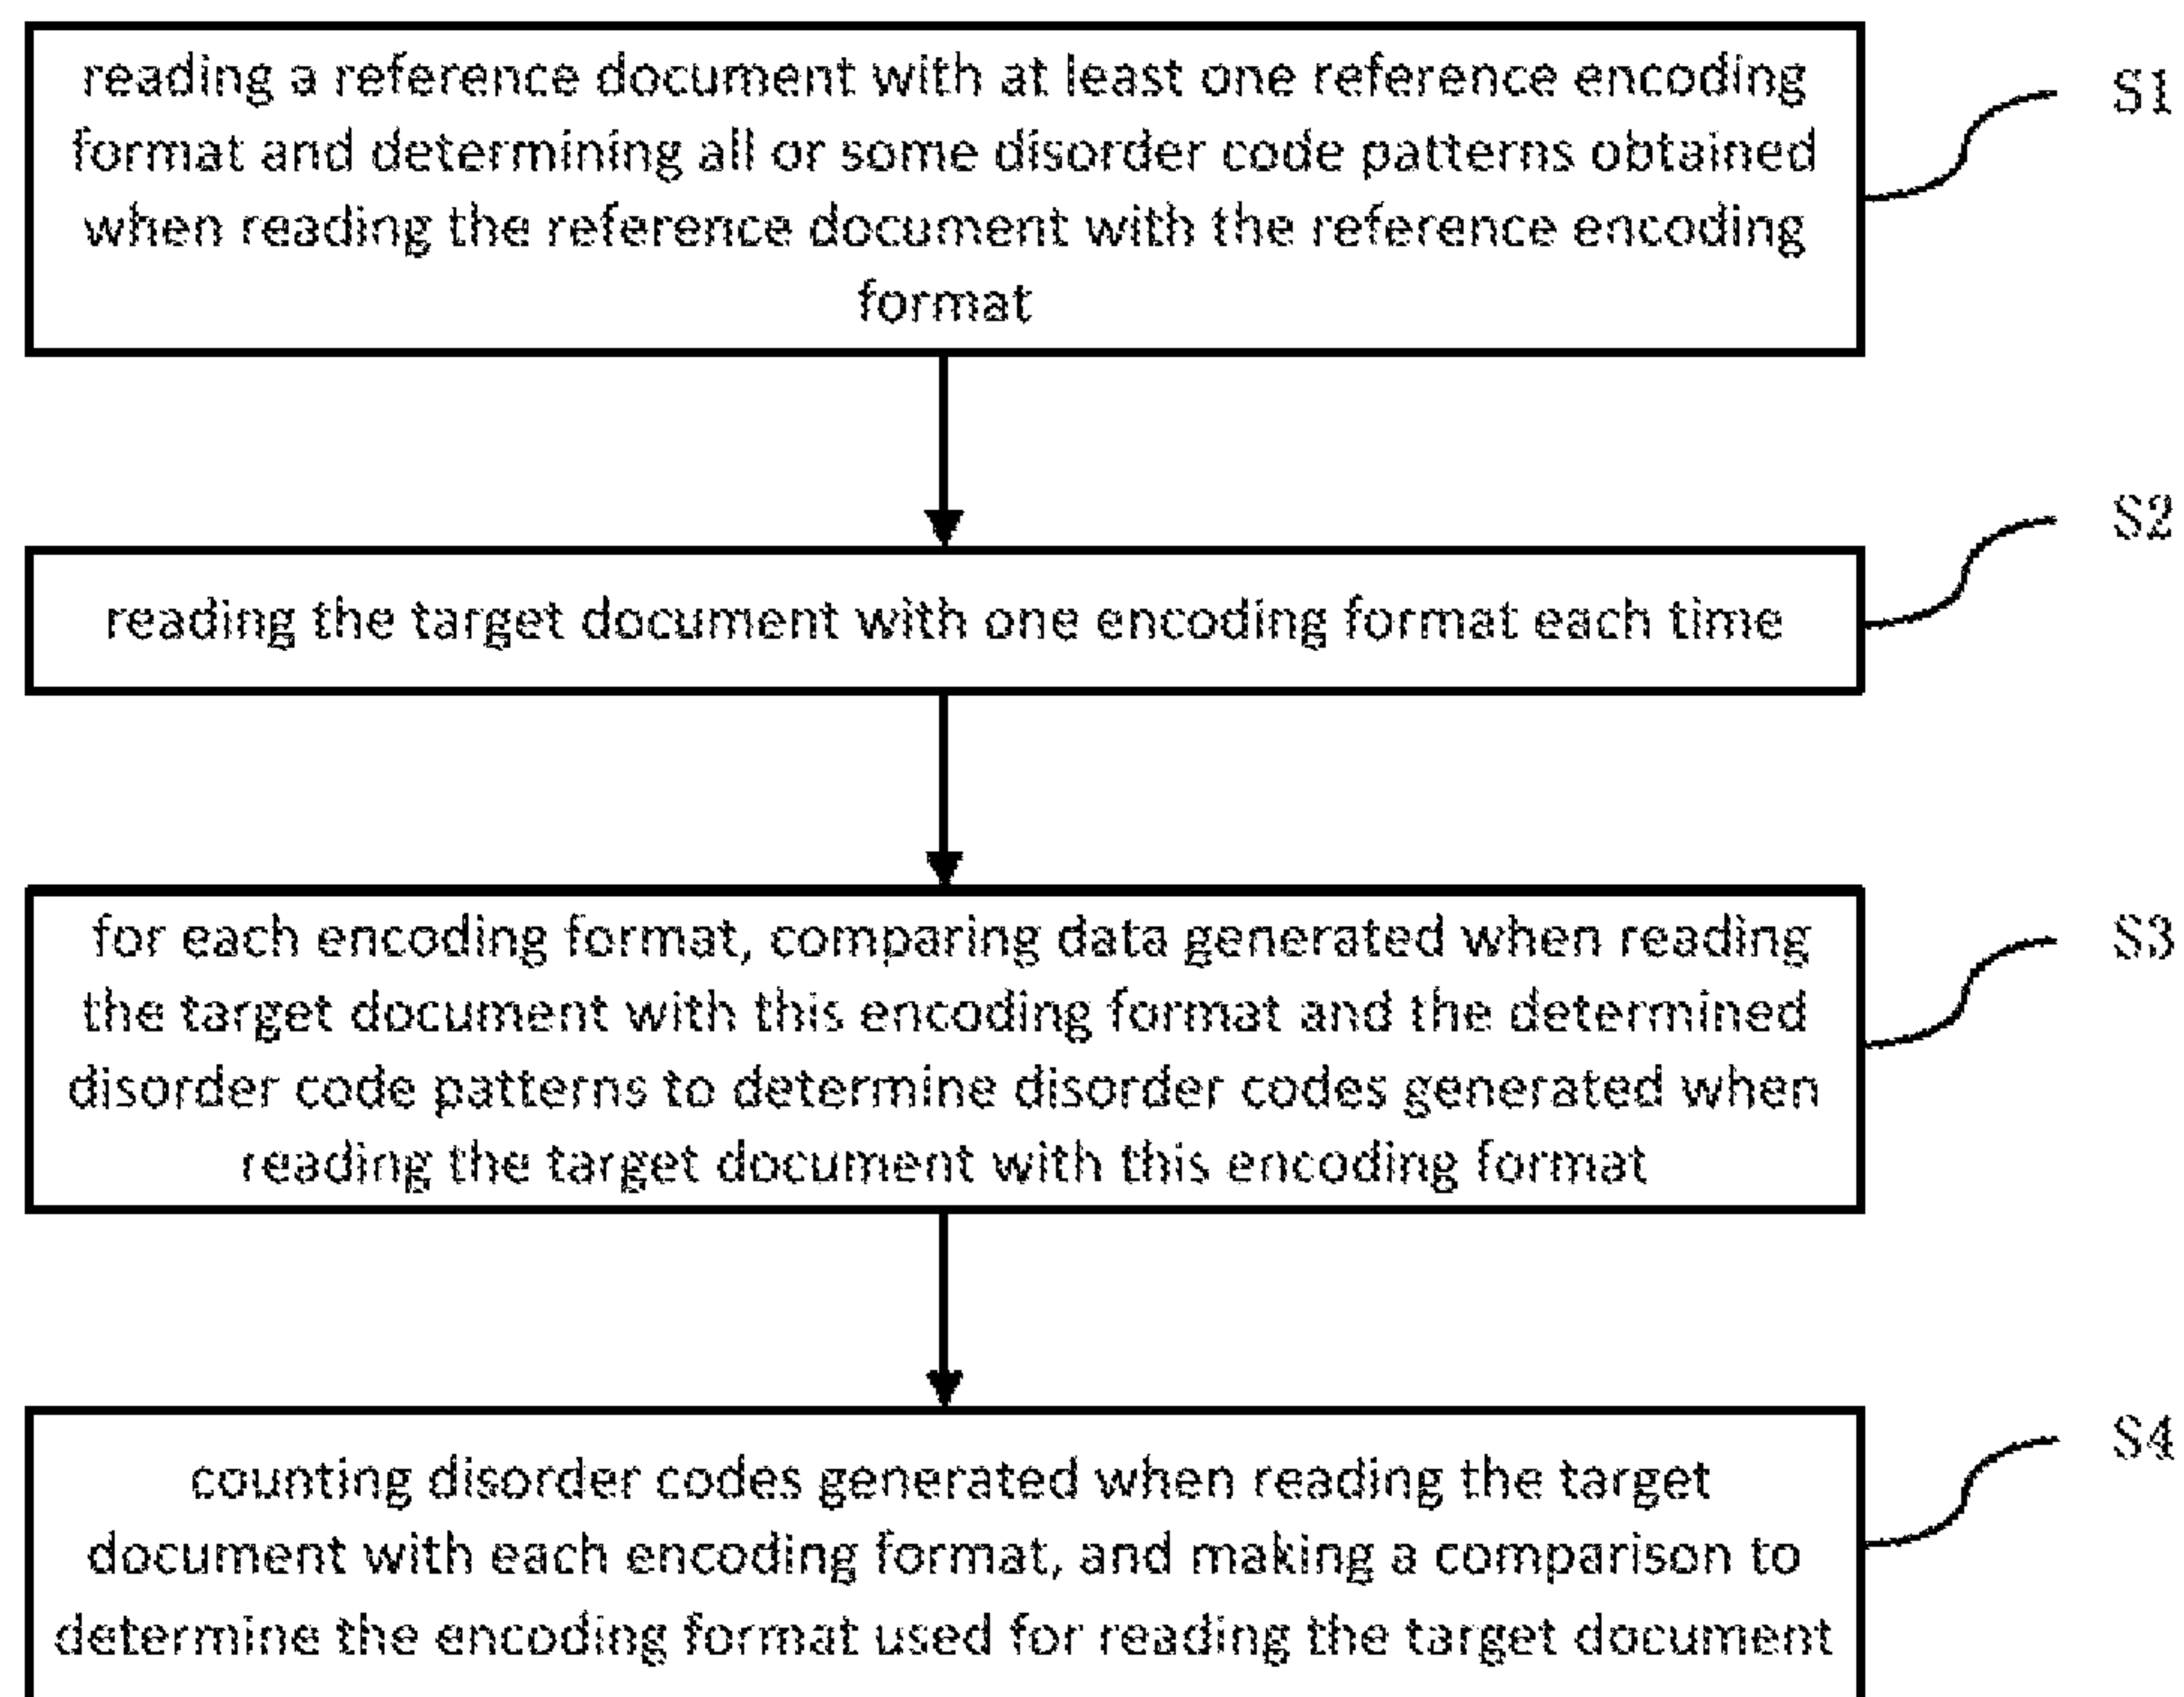 reading a reference document with at least one reference encoding
format and determining all or some disorder code patterns obtained
when reading the reference document with the reference encoding
format
S1
reading the target document with one encoding format each time
S2
for each encoding format, comparing data generated when reading
the target document with this encoding format and the determined
disorder code patterns to determine disorder codes generated when
reading the target document with this encoding format
S3
counting disorder codes generated when reading the target
document with each encoding format, and making a comparison to
determine the encoding format used for reading the target document
S4